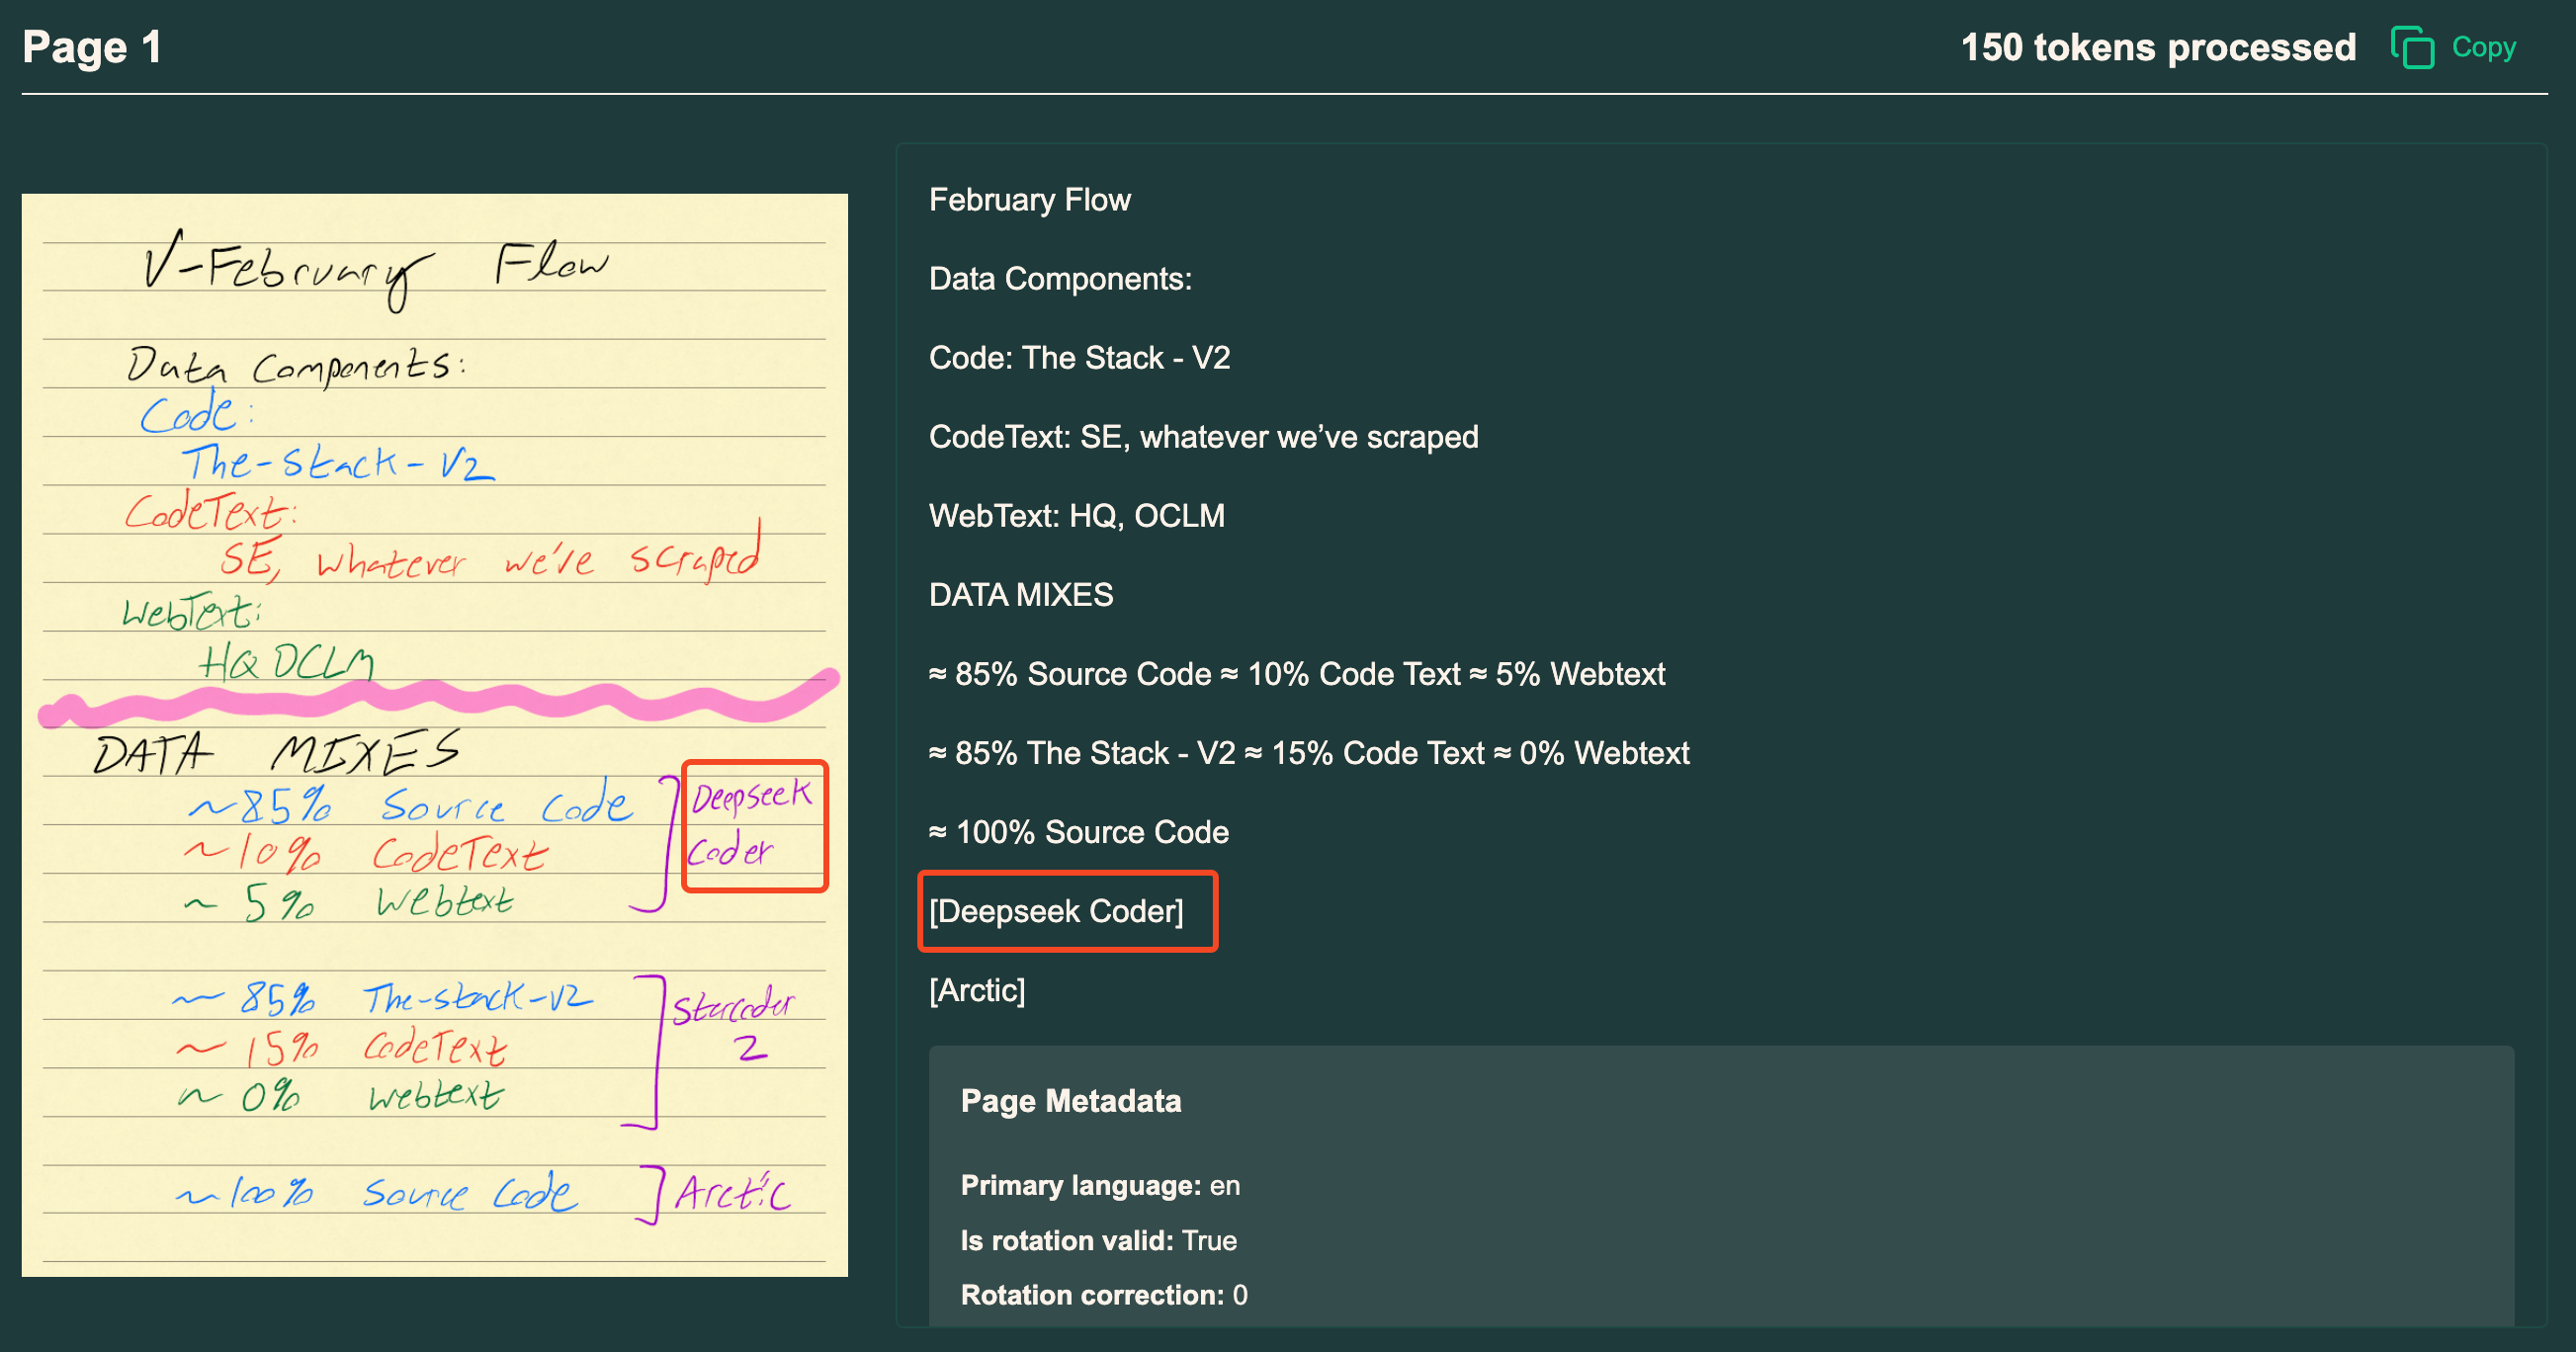 Page 1
150 tokens processed
Copy
V-February Flow
Data Components:
Code:
The-Stack-V2
CodeText:
SE, whatever we've scraped
WebText:
HQ DCLM
DATA MIXES
~85% Source Code
~10% CodeText
~ 5% Webtext
Deepseek
Coder
~ 85% The-stack-V2
~ 15% CodeText
~ 0% webtext
Starcoder
2
~100% Source Code
Arctic
February Flow
Data Components:
Code: The Stack - V2
CodeText: SE, whatever we’ve scraped
WebText: HQ, OCLM
DATA MIXES
≈ 85% Source Code ≈ 10% Code Text ≈ 5% Webtext
≈ 85% The Stack - V2 ≈ 15% Code Text ≈ 0% Webtext
≈ 100% Source Code
[Deepseek Coder]
[Arctic]
Page Metadata
Primary language: en
Is rotation valid: True
Rotation correction: 0